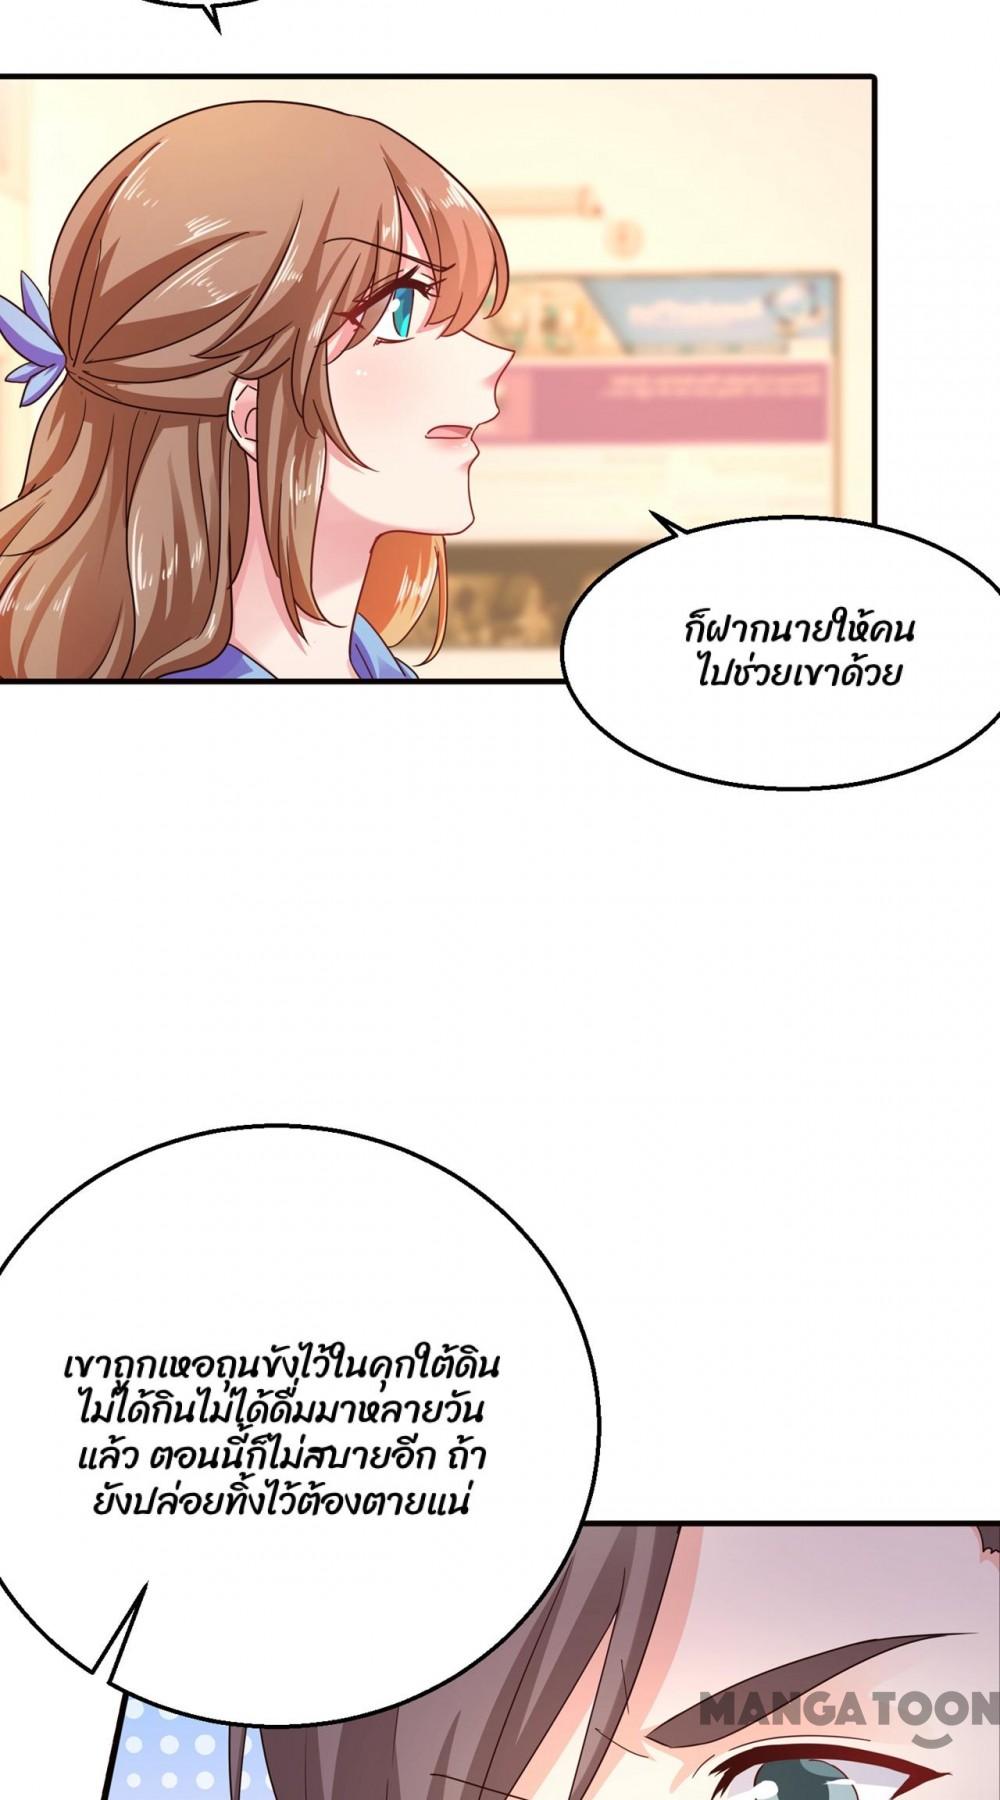 ก็ฝากนายให้คน
ไปช่วยเขาด้วย
เขาถูกเหอถุนขังไว้ในคุกใต้ดิน
ไม่ได้กินไม่ได้ดื่มมาหลายวัน
แล้ว ตอนนี้ก็ไม่สบายอีก ถ้า
ยังปล่อยทิ้งไว้ต้องตายแน่
MANGATOON